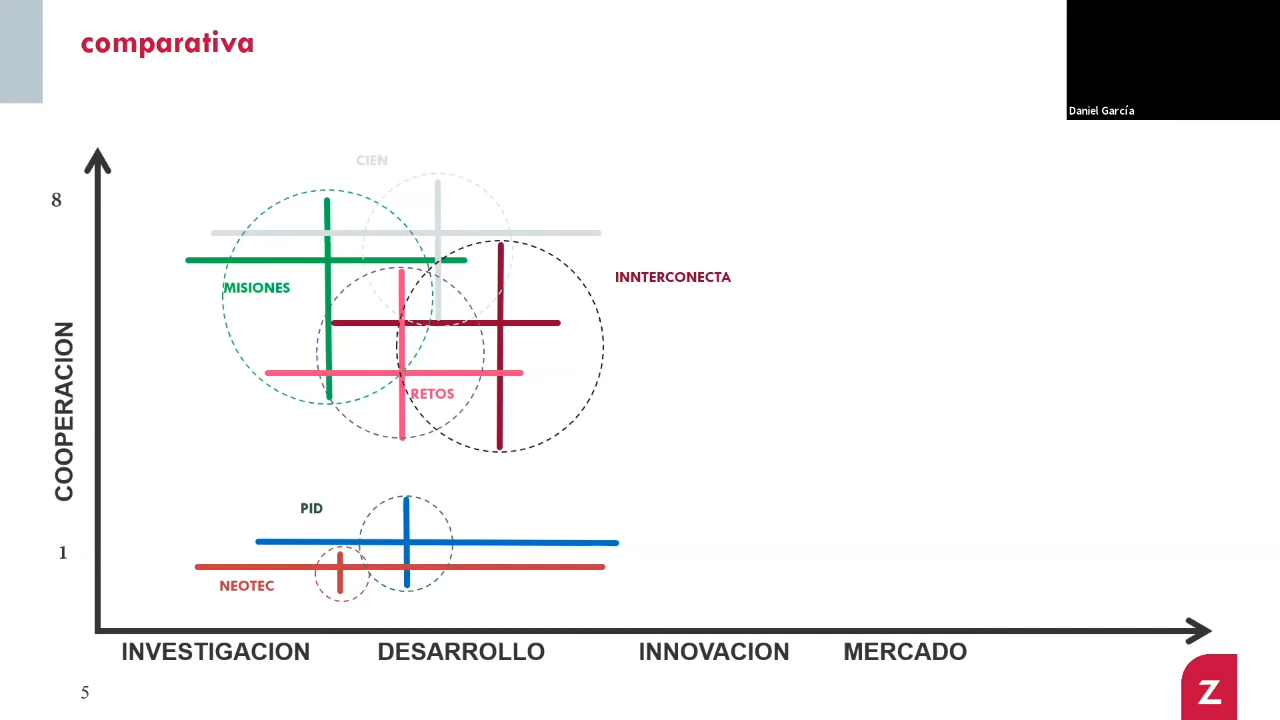 comparativa
Daniel García
CIEN
8
MISIONES
INNTERCONECTA
COOPERACION
RETOS
PID
1
NEOTEC
INVESTIGACION DESARROLLO INNOVACION MERCADO
5
Z